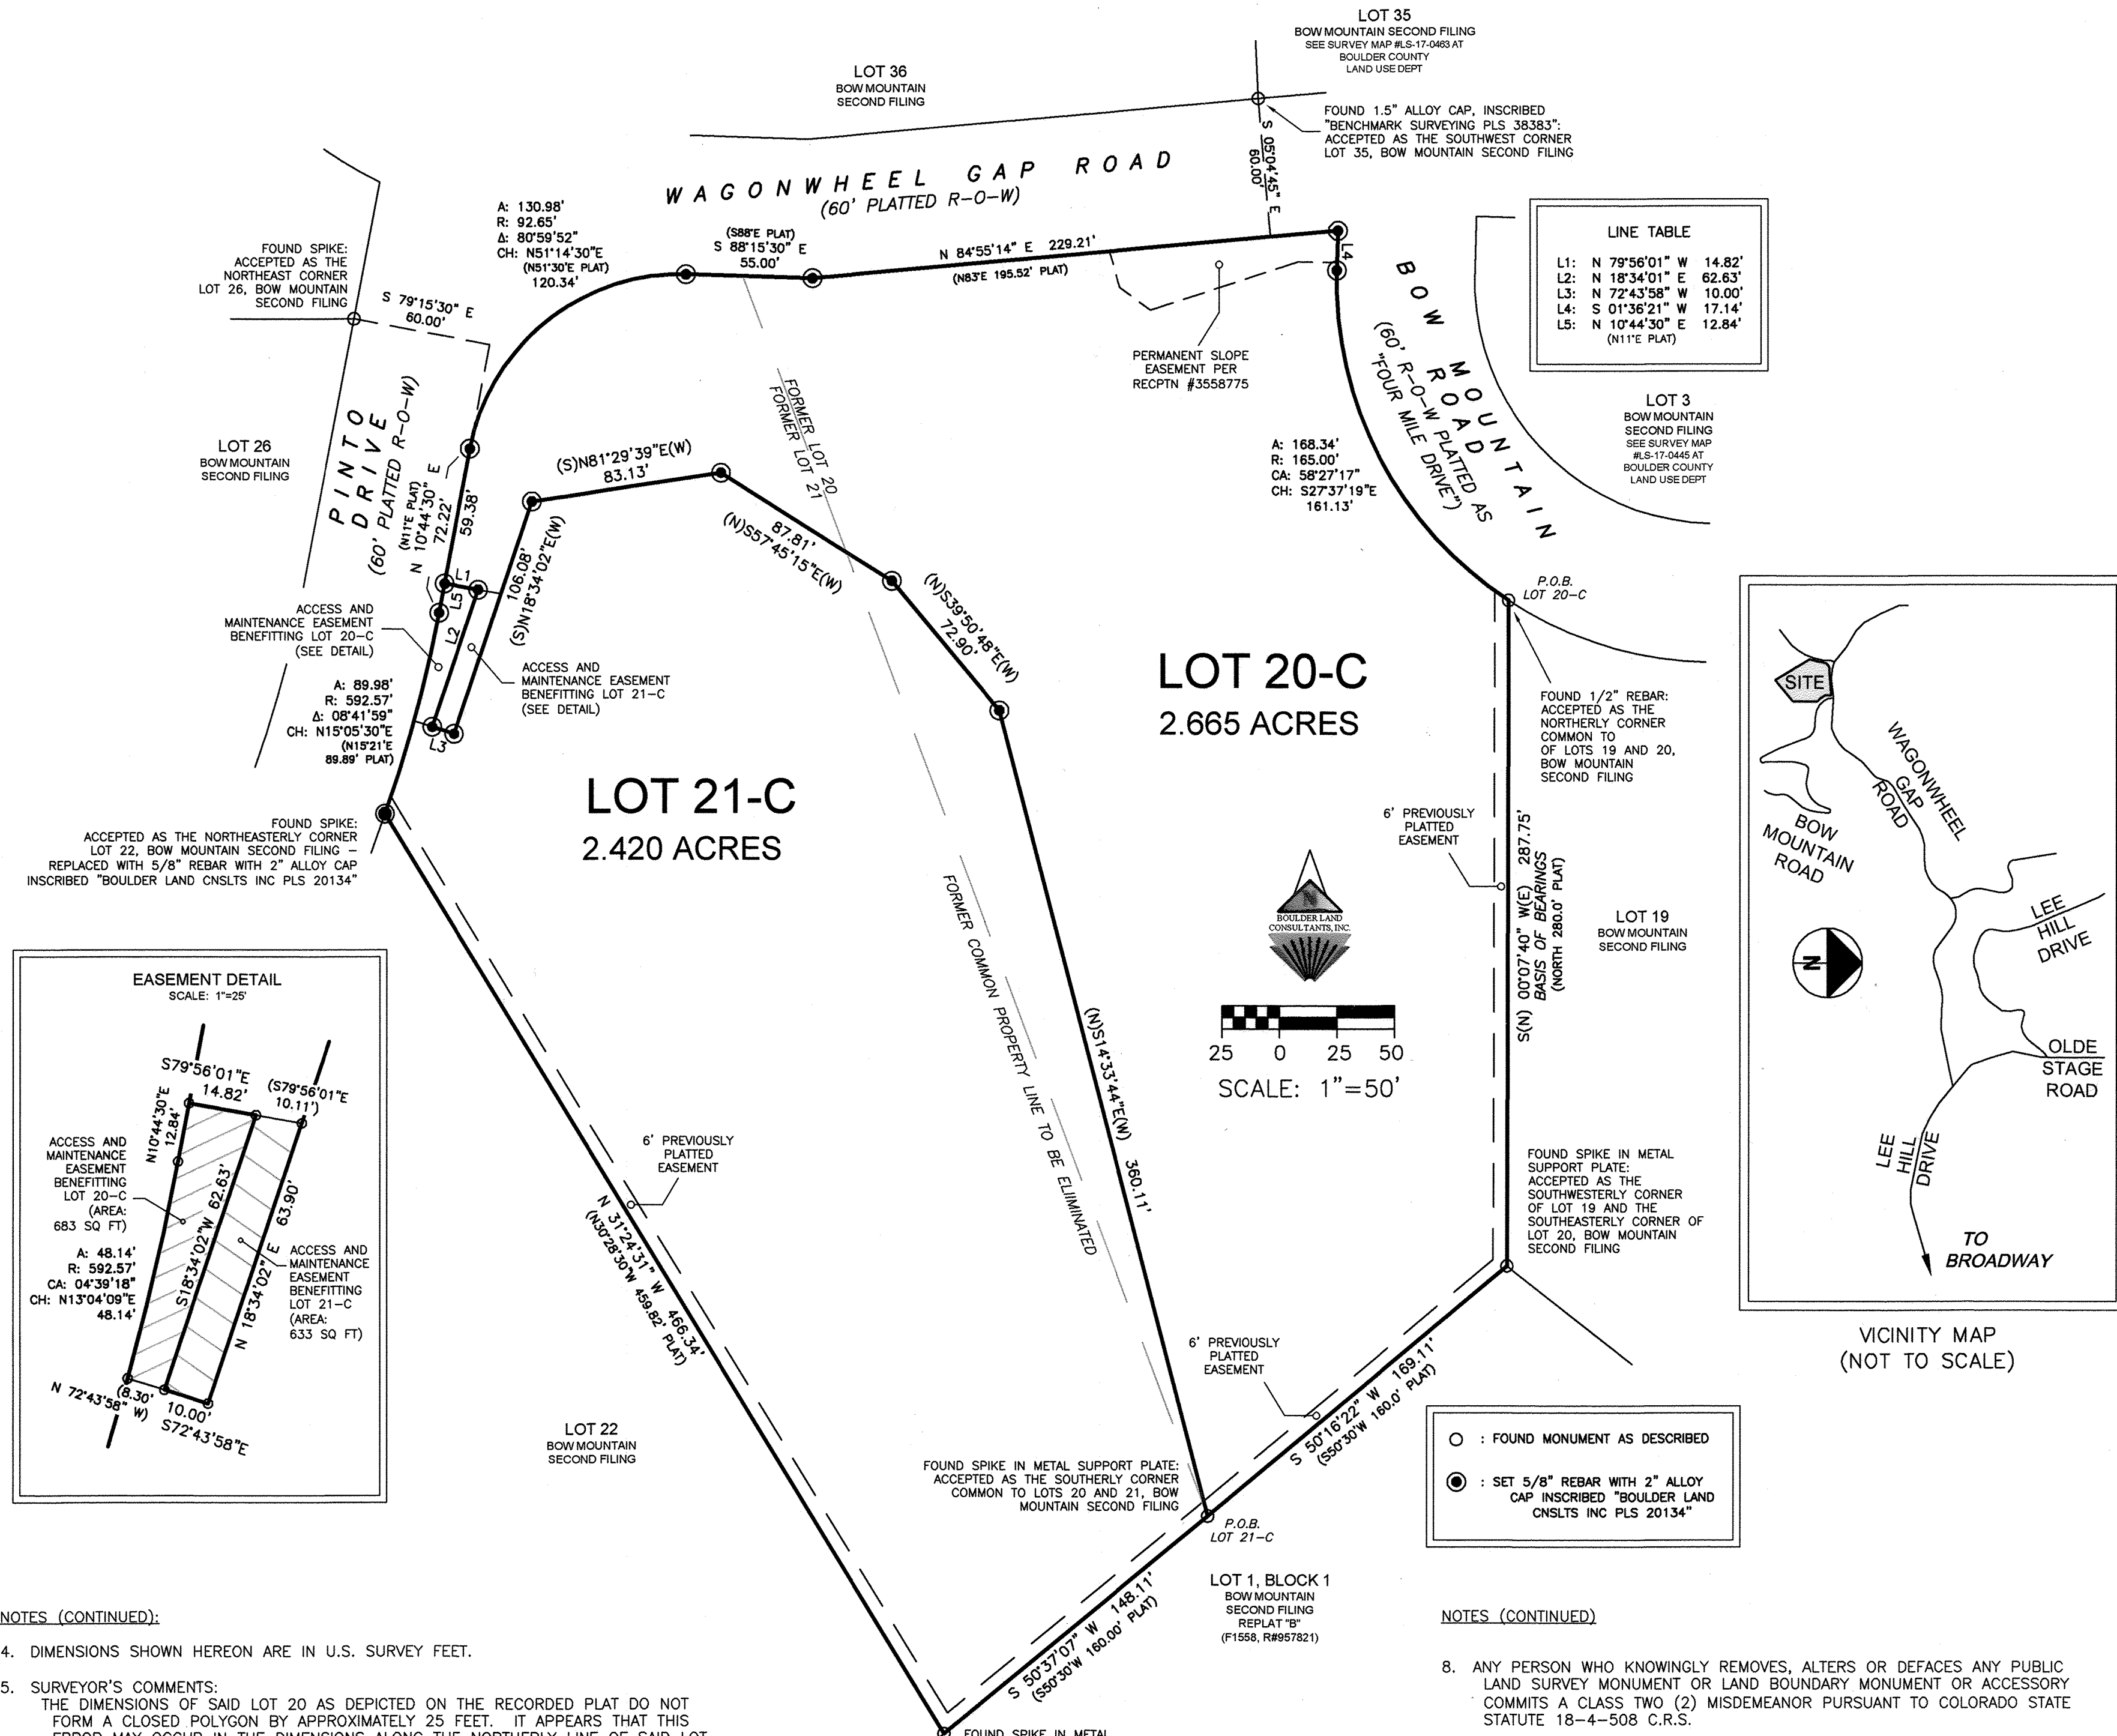 LOT 35
BOW MOUNTAIN SECOND FILING
SEE SURVEY MAP #LS-17-0463 AT
BOULDER COUNTY
LAND USE DEPT
LOT 36
BOW MOUNTAIN
SECOND FILING
FOUND 1.5" ALLOY CAP, INSCRIBED
"BENCHMARK SURVEYING PLS 38383":
ACCEPTED AS THE SOUTHWEST CORNER
LOT 35, BOW MOUNTAIN SECOND FILING
S 05°04'45" E
60.00'
WAGONWHEEL GAP ROAD
(60' PLATTED R-O-W)
A: 130.98'
R: 92.65'
Δ: 80°59'52"
CH: N51°14'30"E
(N51°30'E PLAT)
120.34'
(S88°E PLAT)
S 88°15'30" E
55.00'
N 84°55'14" E 229.21'
(N83°E 195.52' PLAT)
L4
FOUND SPIKE:
ACCEPTED AS THE
NORTHEAST CORNER
LOT 26, BOW MOUNTAIN
SECOND FILING
S 79°15'30" E
60.00'
LINE TABLE
L1: N 79°56'01" W 14.82'
L2: N 18°34'01" E 62.63'
L3: N 72°43'58" W 10.00'
L4: S 01°36'21" W 17.14'
L5: N 10°44'30" E 12.84'
(N11°E PLAT)
BOW MOUNTAIN
ROAD
(60' R-O-W PLATTED AS
"FOUR MILE DRIVE")
PERMANENT SLOPE
EASEMENT PER
RECPTN #3558775
LOT 3
BOW MOUNTAIN
SECOND FILING
SEE SURVEY MAP
#LS-17-0445 AT
BOULDER COUNTY
LAND USE DEPT
FORMER LOT 20
FORMER LOT 21
LOT 26
BOW MOUNTAIN
SECOND FILING
PINTO
DRIVE
(60' PLATTED R-O-W)
(N11°E PLAT)
N 10°44'30" E
72.22'
59.38'
(S)N81°29'39"E(W)
83.13'
A: 168.34'
R: 165.00'
CA: 58°27'17"
CH: S27°37'19"E
161.13'
87.81'
(N)S57°45'15"E(W)
106.08'
(S)N18°34'02"E(W)
L1
L5
L2
L3
(N)S39°50'48"E(W)
72.90'
P.O.B.
LOT 20-C
ACCESS AND
MAINTENANCE EASEMENT
BENEFITTING LOT 20-C
(SEE DETAIL)
ACCESS AND
MAINTENANCE EASEMENT
BENEFITTING LOT 21-C
(SEE DETAIL)
A: 89.98'
R: 592.57'
Δ: 08°41'59"
CH: N15°05'30"E
(N15°21'E
89.89' PLAT)
LOT 20-C
2.665 ACRES
FOUND 1/2" REBAR:
ACCEPTED AS THE
NORTHERLY CORNER
COMMON TO
OF LOTS 19 AND 20,
BOW MOUNTAIN
SECOND FILING
SITE
WAGONWHEEL
GAP
ROAD
BOW
MOUNTAIN
ROAD
LEE
HILL
DRIVE
N
OLDE
STAGE
ROAD
LEE
HILL
DRIVE
TO
BROADWAY
VICINITY MAP
(NOT TO SCALE)
LOT 21-C
2.420 ACRES
FOUND SPIKE:
ACCEPTED AS THE NORTHEASTERLY CORNER
LOT 22, BOW MOUNTAIN SECOND FILING –
REPLACED WITH 5/8" REBAR WITH 2" ALLOY CAP
INSCRIBED "BOULDER LAND CNSLTS INC PLS 20134"
6' PREVIOUSLY
PLATTED
EASEMENT
S(N) 00°07'40" W(E) 287.75'
BASIS OF BEARINGS
(NORTH 280.0' PLAT)
LOT 19
BOW MOUNTAIN
SECOND FILING
N
BOULDER LAND
CONSULTANTS, INC.
25 0 25 50
SCALE: 1"=50'
FORMER COMMON PROPERTY LINE TO BE ELIIMINATED
(N)S14°33'44"E(W) 360.11'
EASEMENT DETAIL
SCALE: 1"=25'
S79°56'01"E
14.82'
(S79°56'01"E
10.11')
N10°44'30"E
12.84'
ACCESS AND
MAINTENANCE
EASEMENT
BENEFITTING
LOT 20-C
(AREA:
683 SQ FT)
S18°34'02"W 62.63'
63.90'
N 18°34'02" E
A: 48.14'
R: 592.57'
CA: 04°39'18"
CH: N13°04'09"E
48.14'
ACCESS AND
MAINTENANCE
EASEMENT
BENEFITTING
LOT 21-C
(AREA:
633 SQ FT)
(8.30'
N 72°43'58" W)
10.00'
S72°43'58"E
6' PREVIOUSLY
PLATTED
EASEMENT
N 31°24'31" W 466.34'
(N30°28'30"W 459.82' PLAT)
FOUND SPIKE IN METAL
SUPPORT PLATE:
ACCEPTED AS THE
SOUTHWESTERLY CORNER
OF LOT 19 AND THE
SOUTHEASTERLY CORNER OF
LOT 20, BOW MOUNTAIN
SECOND FILING
6' PREVIOUSLY
PLATTED
EASEMENT
S 50°16'22" W 169.11'
(S50°30'W 160.0' PLAT)
LOT 22
BOW MOUNTAIN
SECOND FILING
FOUND SPIKE IN METAL SUPPORT PLATE:
ACCEPTED AS THE SOUTHERLY CORNER
COMMON TO LOTS 20 AND 21, BOW
MOUNTAIN SECOND FILING
P.O.B.
LOT 21-C
: FOUND MONUMENT AS DESCRIBED
: SET 5/8" REBAR WITH 2" ALLOY
CAP INSCRIBED "BOULDER LAND
CNSLTS INC PLS 20134"
S 50°37'07" W 148.11'
(S50°30'W 160.00' PLAT)
LOT 1, BLOCK 1
BOW MOUNTAIN
SECOND FILING
REPLAT "B"
(F1558, R#957821)
NOTES (CONTINUED):
4. DIMENSIONS SHOWN HEREON ARE IN U.S. SURVEY FEET.
5. SURVEYOR'S COMMENTS:
THE DIMENSIONS OF SAID LOT 20 AS DEPICTED ON THE RECORDED PLAT DO NOT
FORM A CLOSED POLYGON BY APPROXIMATELY 25 FEET. IT APPEARS THAT THIS
ERROR MAY OCCUR IN THE DIMENSIONS ALONG THE NORTHERLY LINE OF SAID LOT
FOUND SPIKE IN METAL
NOTES (CONTINUED)
8. ANY PERSON WHO KNOWINGLY REMOVES, ALTERS OR DEFACES ANY PUBLIC
LAND SURVEY MONUMENT OR LAND BOUNDARY MONUMENT OR ACCESSORY
COMMITS A CLASS TWO (2) MISDEMEANOR PURSUANT TO COLORADO STATE
STATUTE 18-4-508 C.R.S.